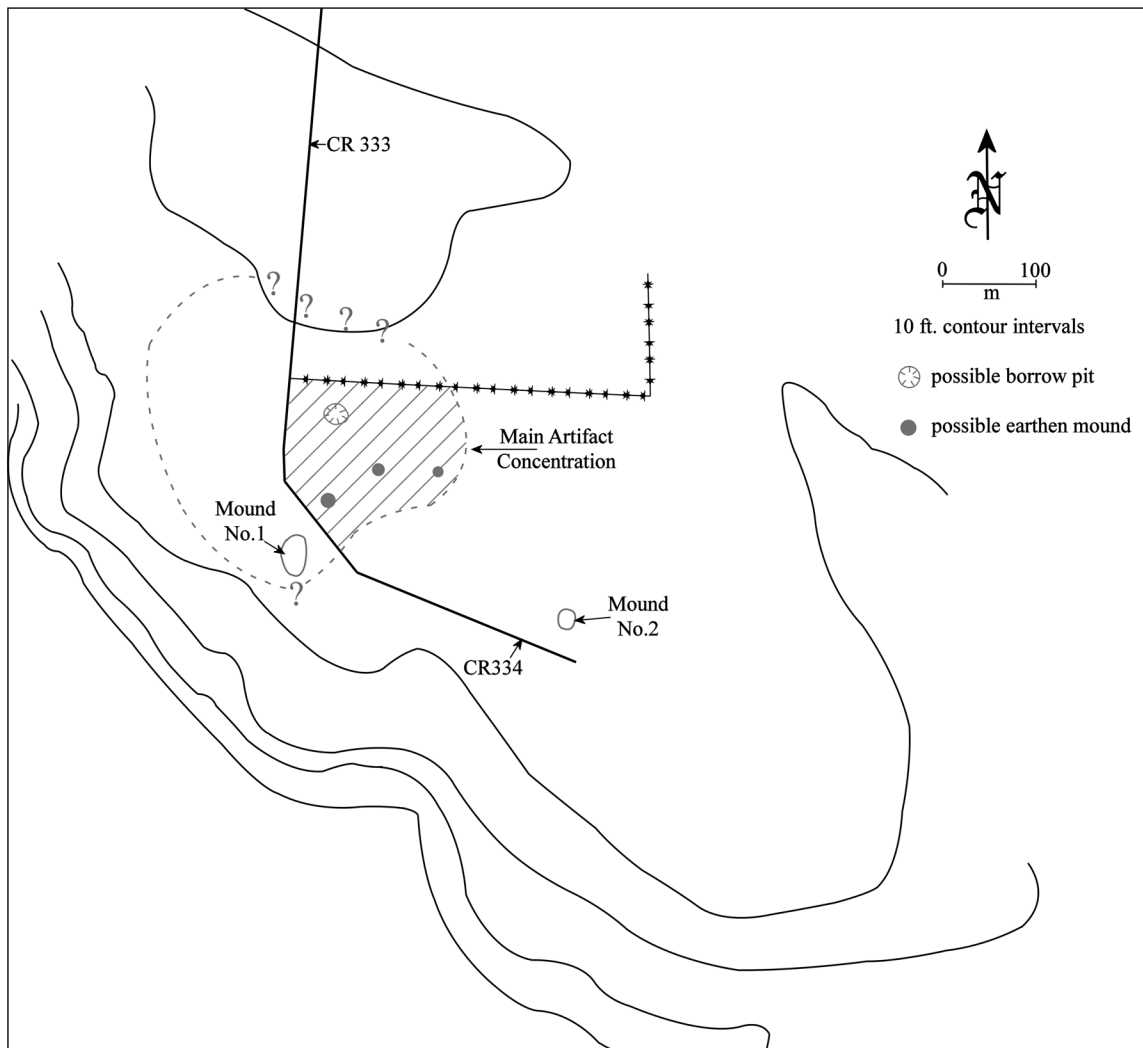 CR 333
N
0 100
m
10 ft. contour intervals
? ? ? ?
possible borrow pit
possible earthen mound
Main Artifact
Concentration
Mound
No.1
?
Mound
No.2
CR334